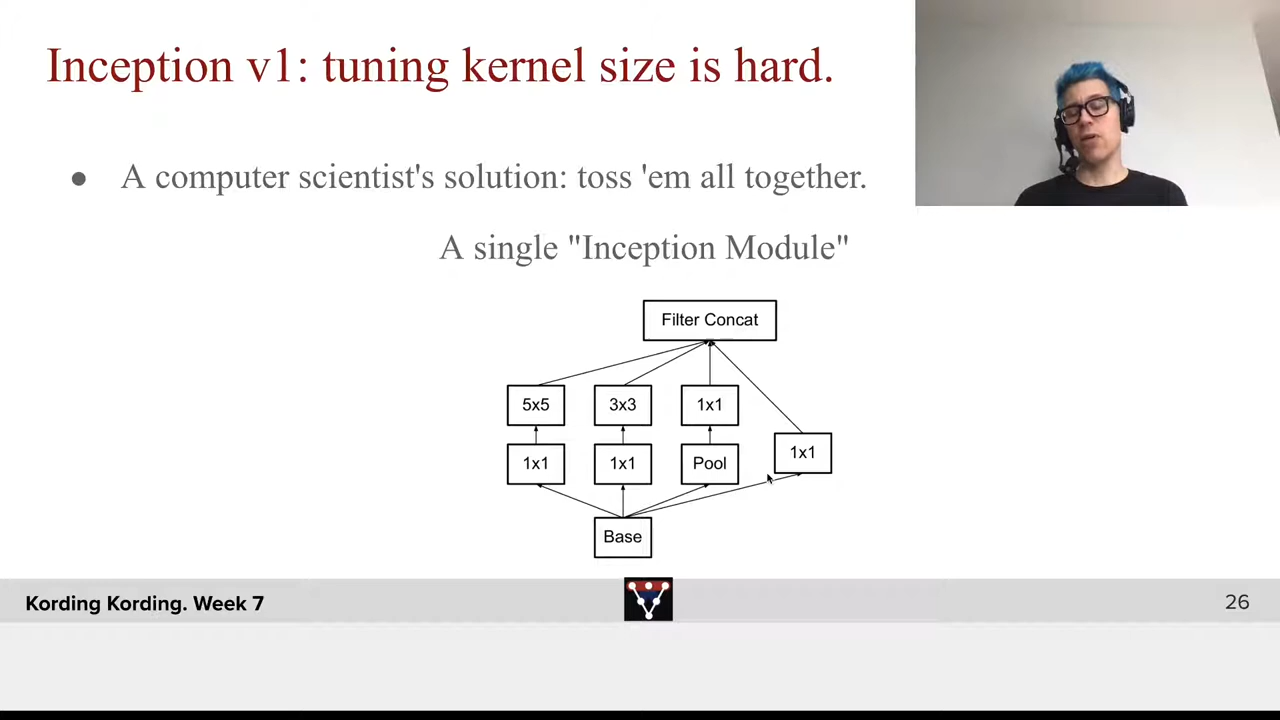 Inception v1: tuning kernel size is hard.
● A computer scientist's solution: toss 'em all together.
A single "Inception Module"
Filter Concat
5x5 3x3 1x1
1x1 1x1 Pool 1x1
Base
Kording Kording. Week 7 26